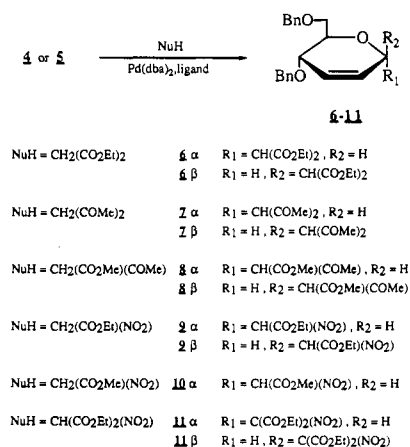 BnO
O
R2
R1
BnO
4 or 5
NuH
Pd(dba)2,ligand
6-11
NuH = CH2(CO2Et)2 6 α R1 = CH(CO2Et)2 , R2 = H
6 β R1 = H , R2 = CH(CO2Et)2
NuH = CH2(COMe)2 7 α R1 = CH(COMe)2 , R2 = H
7 β R1 = H , R2 = CH(COMe)2
NuH = CH2(CO2Me)(COMe) 8 α R1 = CH(CO2Me)(COMe) , R2 = H
8 β R1 = H , R2 = CH(CO2Me)(COMe)
NuH = CH2(CO2Et)(NO2) 9 α R1 = CH(CO2Et)(NO2) , R2 = H
9 β R1 = H , R2 = CH(CO2Et)(NO2)
NuH = CH2(CO2Me)(NO2) 10 α R1 = CH(CO2Me)(NO2) , R2 = H
NuH = CH(CO2Et)2(NO2) 11 α R1 = C(CO2Et)2(NO2) , R2 = H
11 β R1 = H , R2 = C(CO2Et)2(NO2)